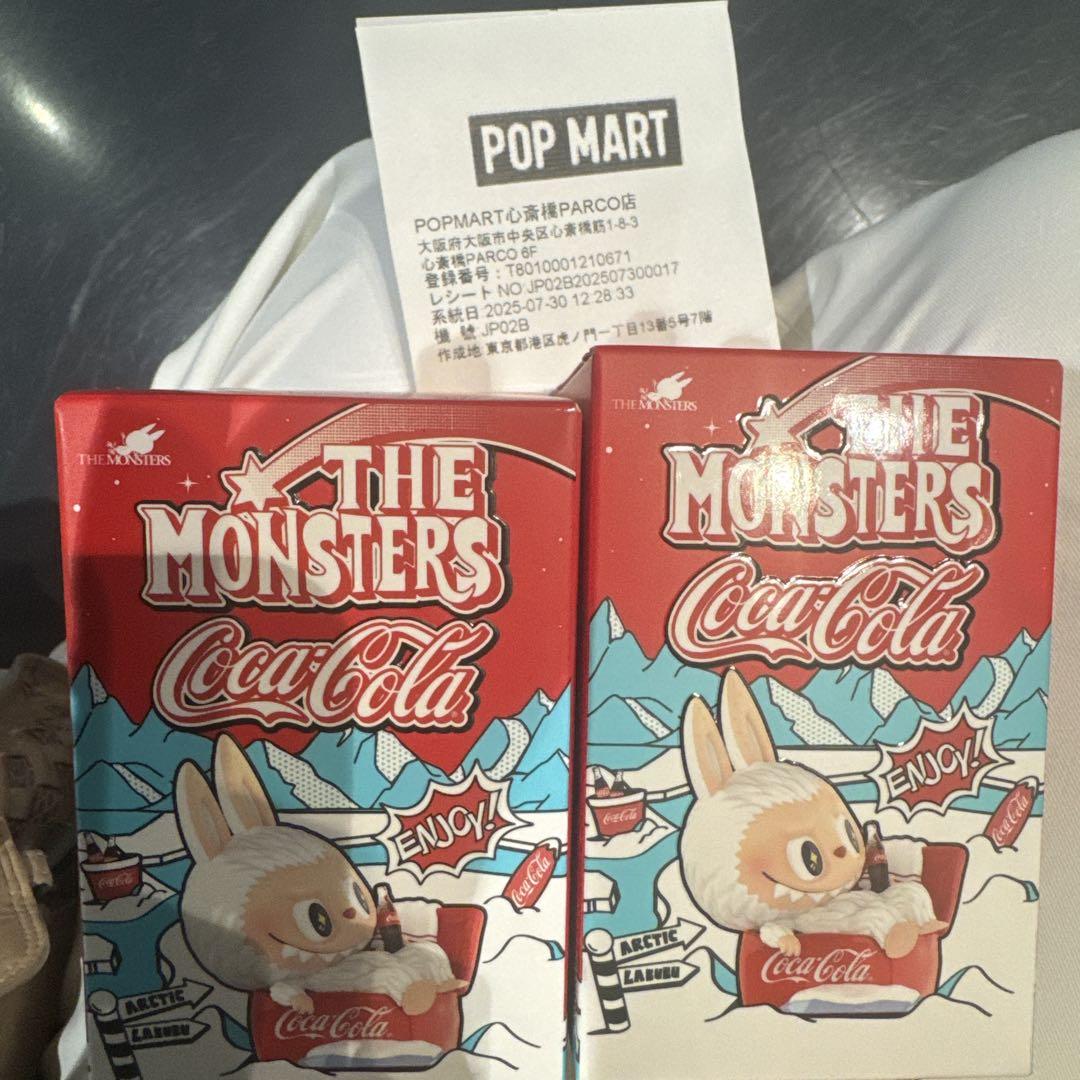 POP MART
POPMART心斎橋PARCO店
大阪府大阪市中央区心斎橋筋1-8-3
心斎橋PARCO 6F
登録番号：T8010001210671
レシートNO:JP02B202507300017
系統日:2025-07-30 12:28:33
機 號:JP02B
作成地:東京都港区虎ノ門一丁目13番5号7階
THE MONSTERS
THE
MONSTERS
Coca-Cola
ENJOY!
Coca-Cola
Coca-Cola
ARCTIC
LABUBU
Coca-Cola
THE MONSTERS
THE
MONSTERS
Coca-Cola
ENJOY!
Coca-Cola
Coca-Cola
ARCTIC
LABUBU
Coca-Cola